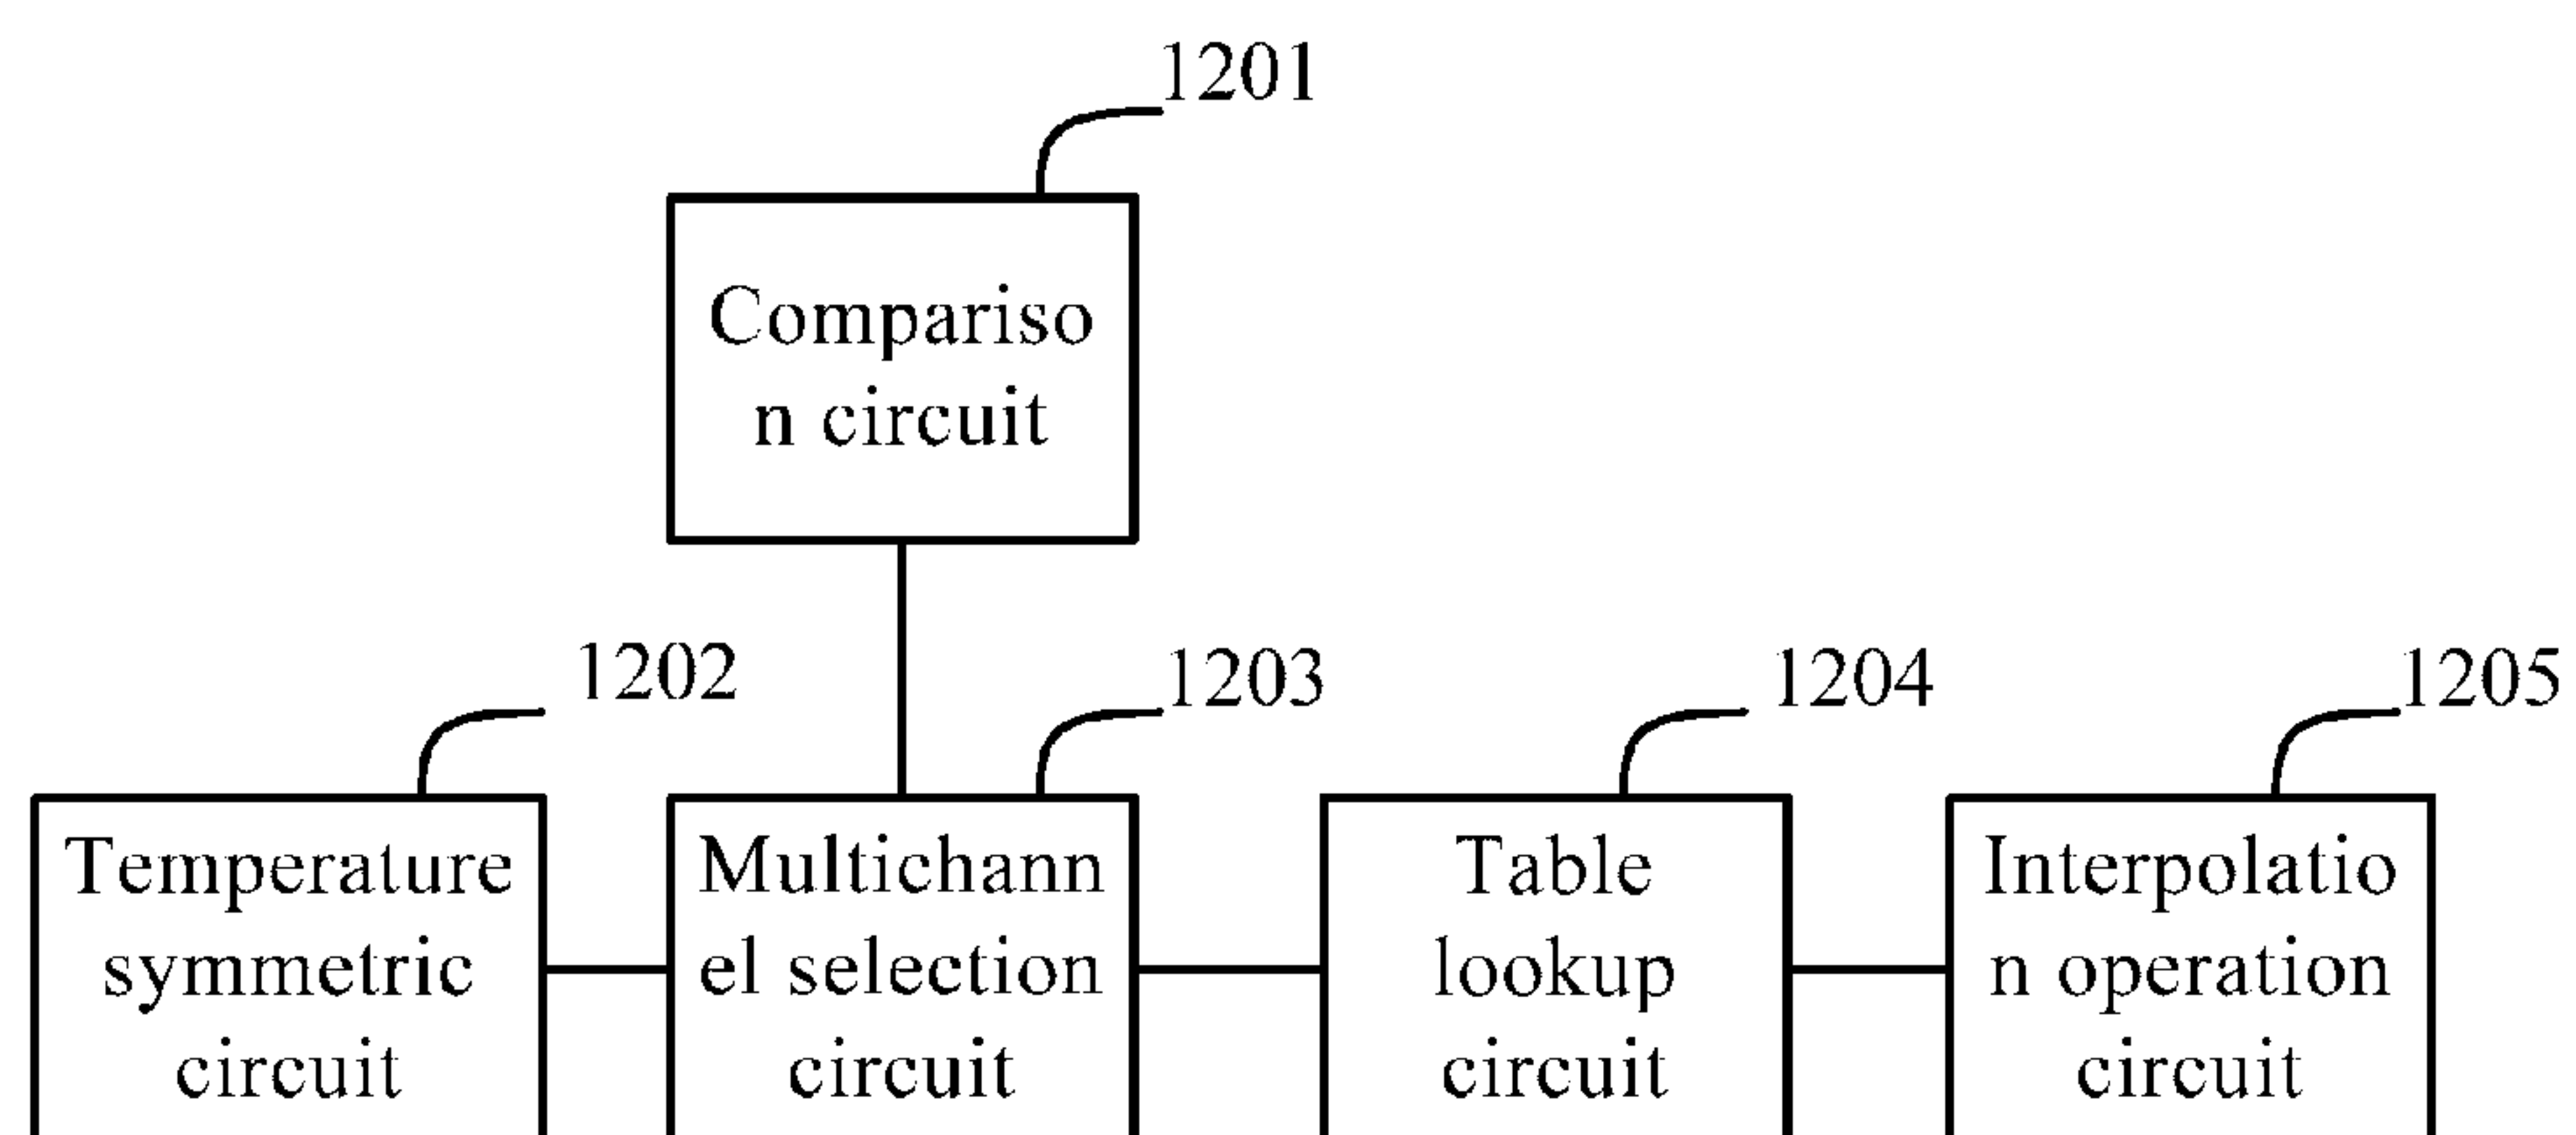 1201
Compariso
n circuit
1202
1203
1204
1205
Temperature
symmetric
circuit
Multichann
el selection
circuit
Table
lookup
circuit
Interpolatio
n operation
circuit